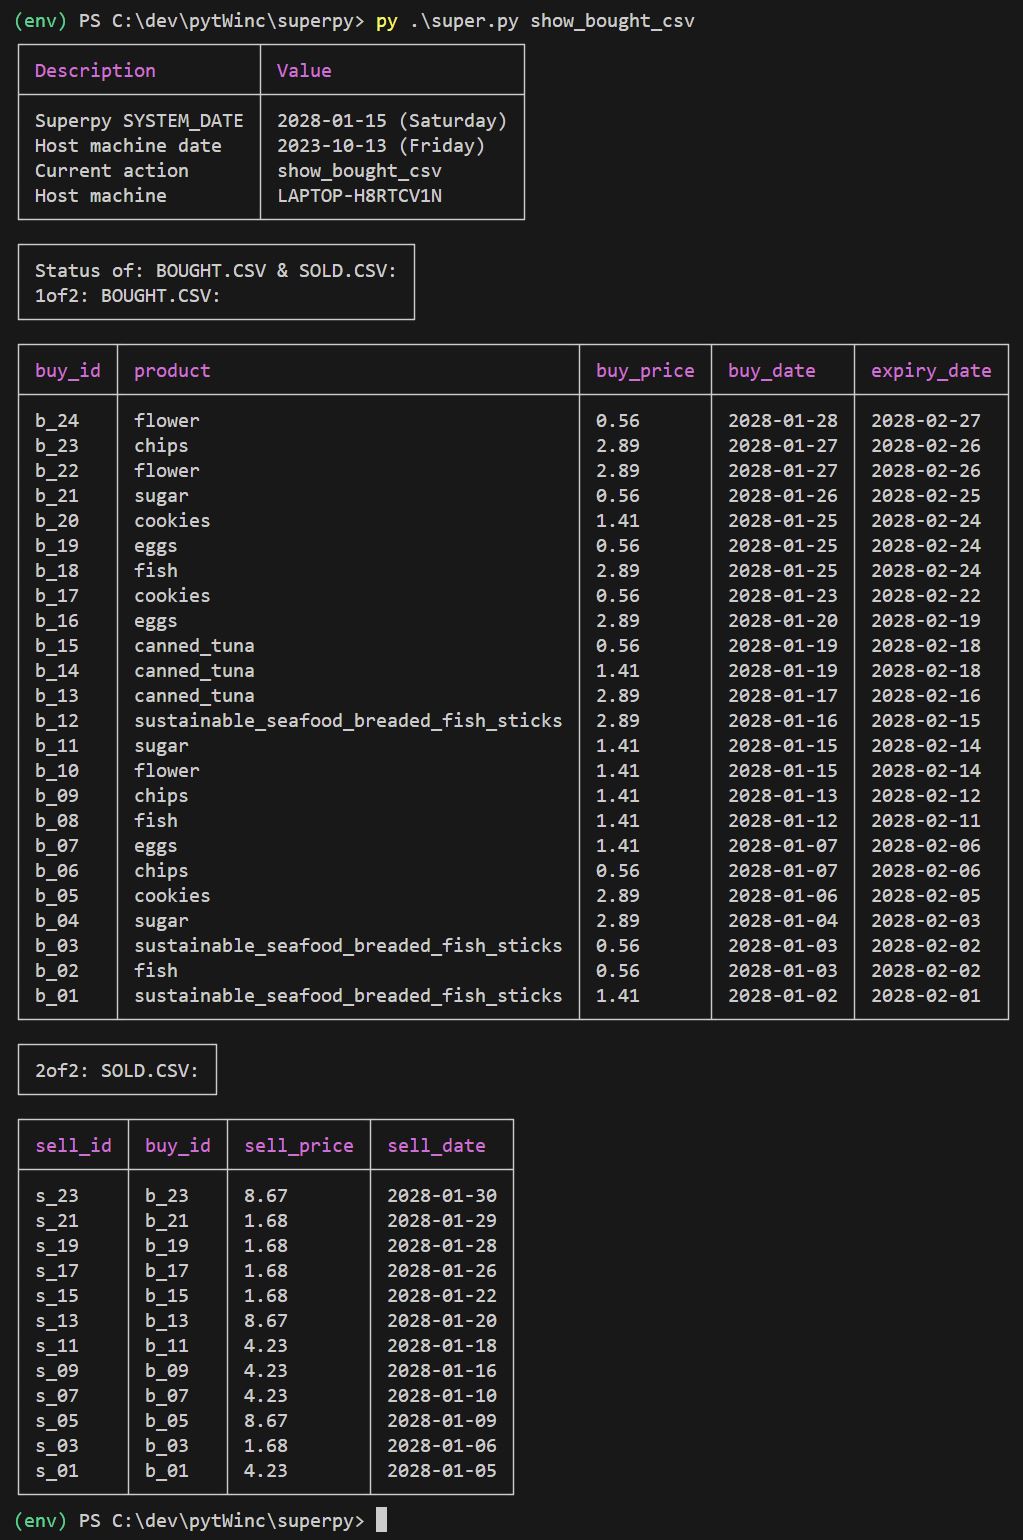 (env) PS C:\dev\pytWinc\superpy> py .\super.py show_bought_csv
Description Value
Superpy SYSTEM_DATE 2028-01-15 (Saturday)
Host machine date 2023-10-13 (Friday)
Current action show_bought_csv
Host machine LAPTOP-H8RTCV1N
Status of: BOUGHT.CSV & SOLD.CSV:
1of2: BOUGHT.CSV:
buy_id product buy_price buy_date expiry_date
b_24 flower 0.56 2028-01-28 2028-02-27
b_23 chips 2.89 2028-01-27 2028-02-26
b_22 flower 2.89 2028-01-27 2028-02-26
b_21 sugar 0.56 2028-01-26 2028-02-25
b_20 cookies 1.41 2028-01-25 2028-02-24
b_19 eggs 0.56 2028-01-25 2028-02-24
b_18 fish 2.89 2028-01-25 2028-02-24
b_17 cookies 0.56 2028-01-23 2028-02-22
b_16 eggs 2.89 2028-01-20 2028-02-19
b_15 canned_tuna 0.56 2028-01-19 2028-02-18
b_14 canned_tuna 1.41 2028-01-19 2028-02-18
b_13 canned_tuna 2.89 2028-01-17 2028-02-16
b_12 sustainable_seafood_breaded_fish_sticks 2.89 2028-01-16 2028-02-15
b_11 sugar 1.41 2028-01-15 2028-02-14
b_10 flower 1.41 2028-01-15 2028-02-14
b_09 chips 1.41 2028-01-13 2028-02-12
b_08 fish 1.41 2028-01-12 2028-02-11
b_07 eggs 1.41 2028-01-07 2028-02-06
b_06 chips 0.56 2028-01-07 2028-02-06
b_05 cookies 2.89 2028-01-06 2028-02-05
b_04 sugar 2.89 2028-01-04 2028-02-03
b_03 sustainable_seafood_breaded_fish_sticks 0.56 2028-01-03 2028-02-02
b_02 fish 0.56 2028-01-03 2028-02-02
b_01 sustainable_seafood_breaded_fish_sticks 1.41 2028-01-02 2028-02-01
2of2: SOLD.CSV:
sell_id buy_id sell_price sell_date
s_23 b_23 8.67 2028-01-30
s_21 b_21 1.68 2028-01-29
s_19 b_19 1.68 2028-01-28
s_17 b_17 1.68 2028-01-26
s_15 b_15 1.68 2028-01-22
s_13 b_13 8.67 2028-01-20
s_11 b_11 4.23 2028-01-18
s_09 b_09 4.23 2028-01-16
s_07 b_07 4.23 2028-01-10
s_05 b_05 8.67 2028-01-09
s_03 b_03 1.68 2028-01-06
s_01 b_01 4.23 2028-01-05
(env) PS C:\dev\pytWinc\superpy>